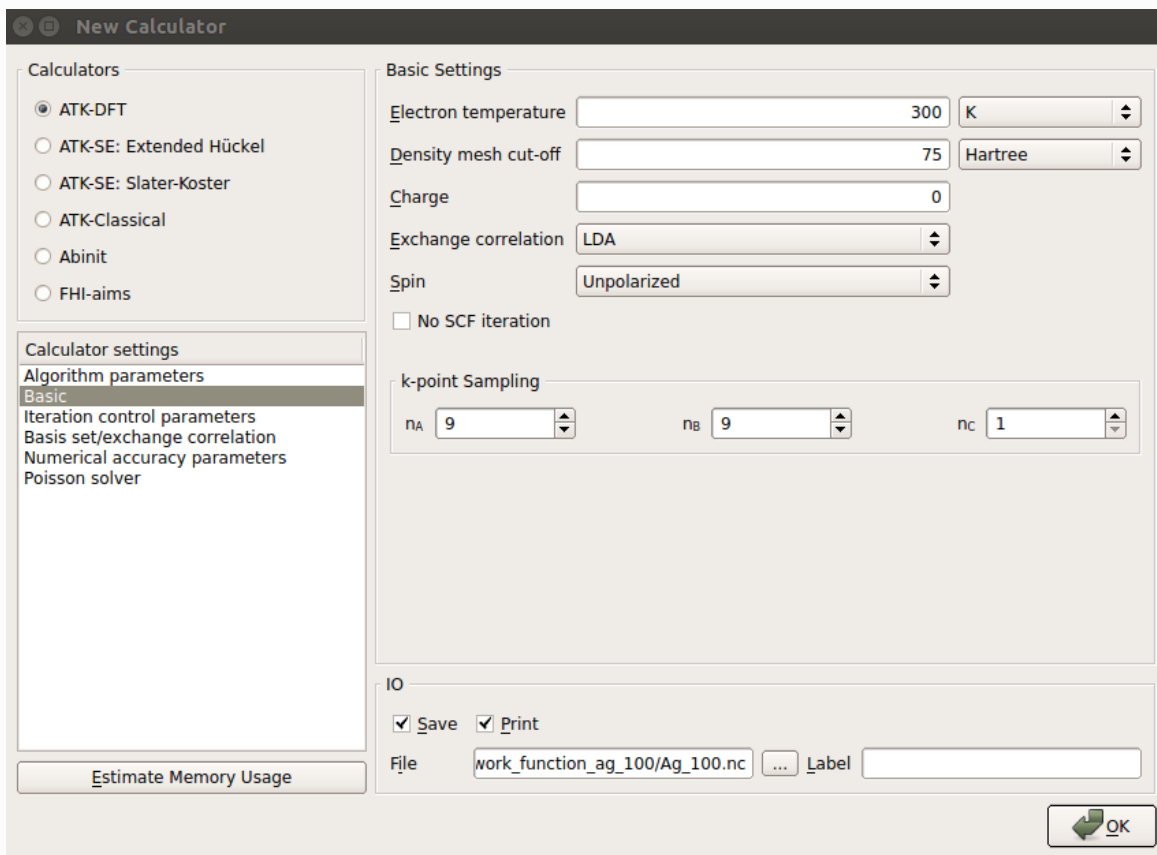 New Calculator
Calculators
ATK-DFT
ATK-SE: Extended Hückel
ATK-SE: Slater-Koster
ATK-Classical
Abinit
FHI-aims
Calculator settings
Algorithm parameters
Basic
Iteration control parameters
Basis set/exchange correlation
Numerical accuracy parameters
Poisson solver
Estimate Memory Usage
Basic Settings
Electron temperature 300 K
Density mesh cut-off 75 Hartree
Charge 0
Exchange correlation LDA
Spin Unpolarized
No SCF iteration
k-point Sampling
nA 9 nB 9 nC 1
IO
Save Print
File work_function_ag_100/Ag_100.nc ... Label
OK